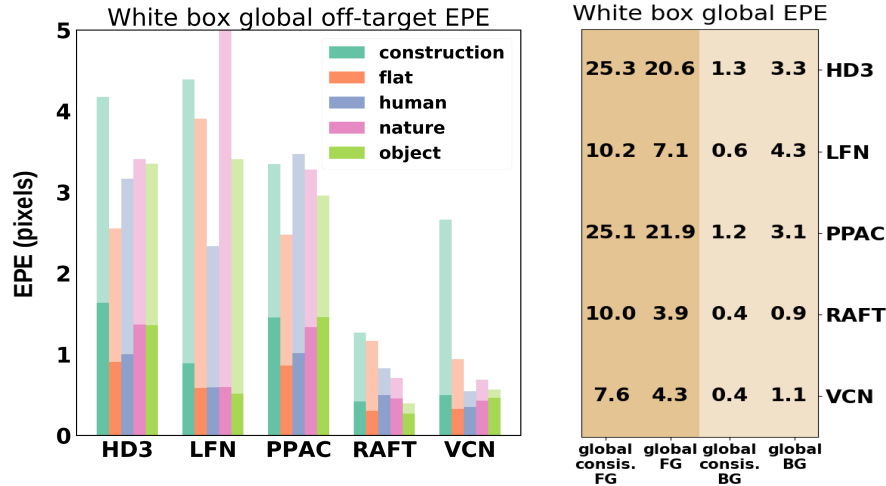 White box global off-target EPE
EPE (pixels)
5
4
3
2
1
0
construction
flat
human
nature
object
HD3 LFN PPAC RAFT VCN
White box global EPE
25.3 20.6 1.3 3.3 HD3
10.2 7.1 0.6 4.3 LFN
25.1 21.9 1.2 3.1 PPAC
10.0 3.9 0.4 0.9 RAFT
7.6 4.3 0.4 1.1 VCN
global
consis.
FG
global
FG
global
consis.
BG
global
BG